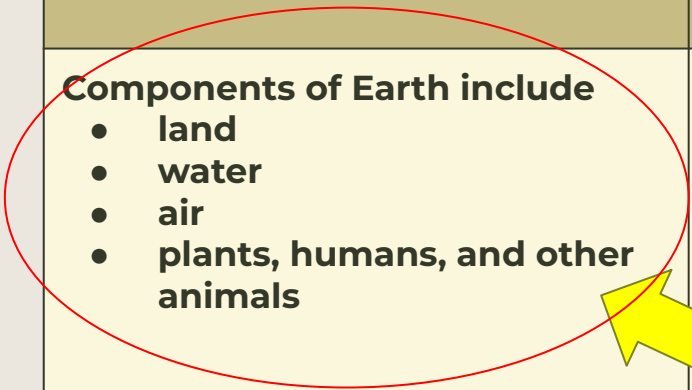 Components of Earth include
● land
● water
● air
● plants, humans, and other
animals